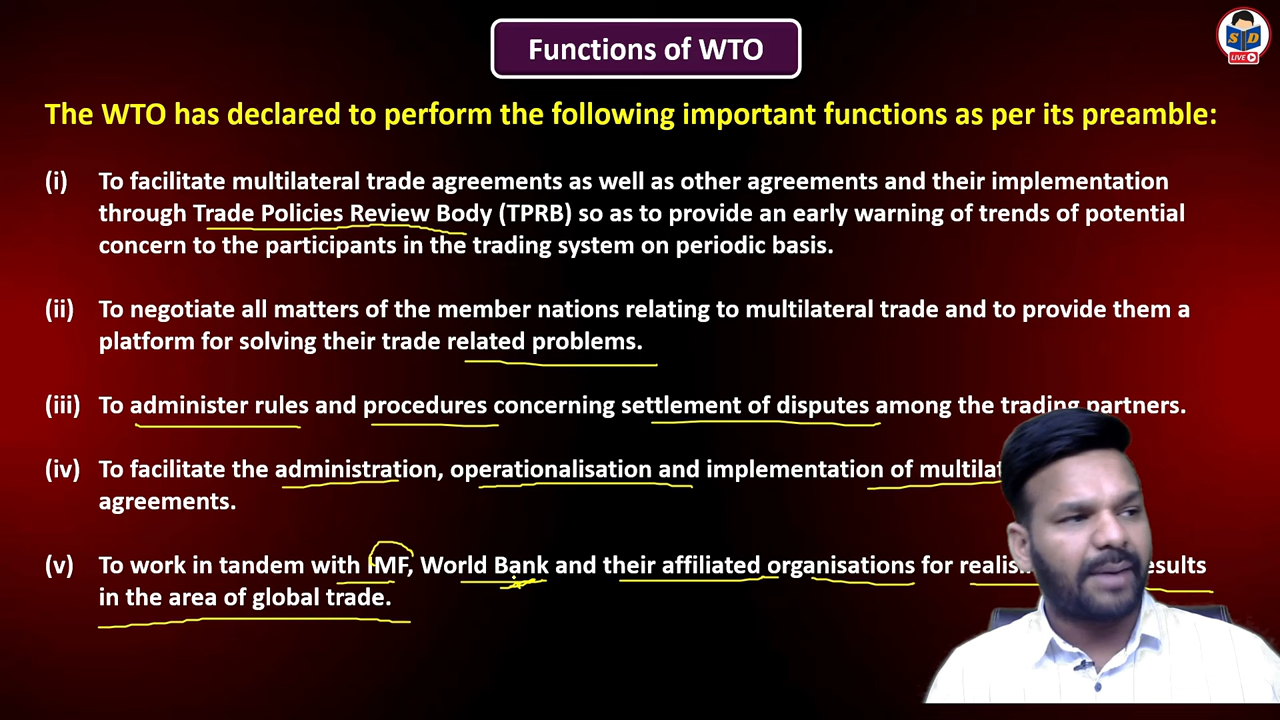 Functions of WTO
S D
LIVE
The WTO has declared to perform the following important functions as per its preamble:
(i) To facilitate multilateral trade agreements as well as other agreements and their implementation
through Trade Policies Review Body (TPRB) so as to provide an early warning of trends of potential
concern to the participants in the trading system on periodic basis.
(ii) To negotiate all matters of the member nations relating to multilateral trade and to provide them a
platform for solving their trade related problems.
(iii) To administer rules and procedures concerning settlement of disputes among the trading partners.
(iv) To facilitate the administration, operationalisation and implementation of
agreements.
(v) To work in tandem with IMF, World Bank and their affiliated organisations for
in the area of global trade.